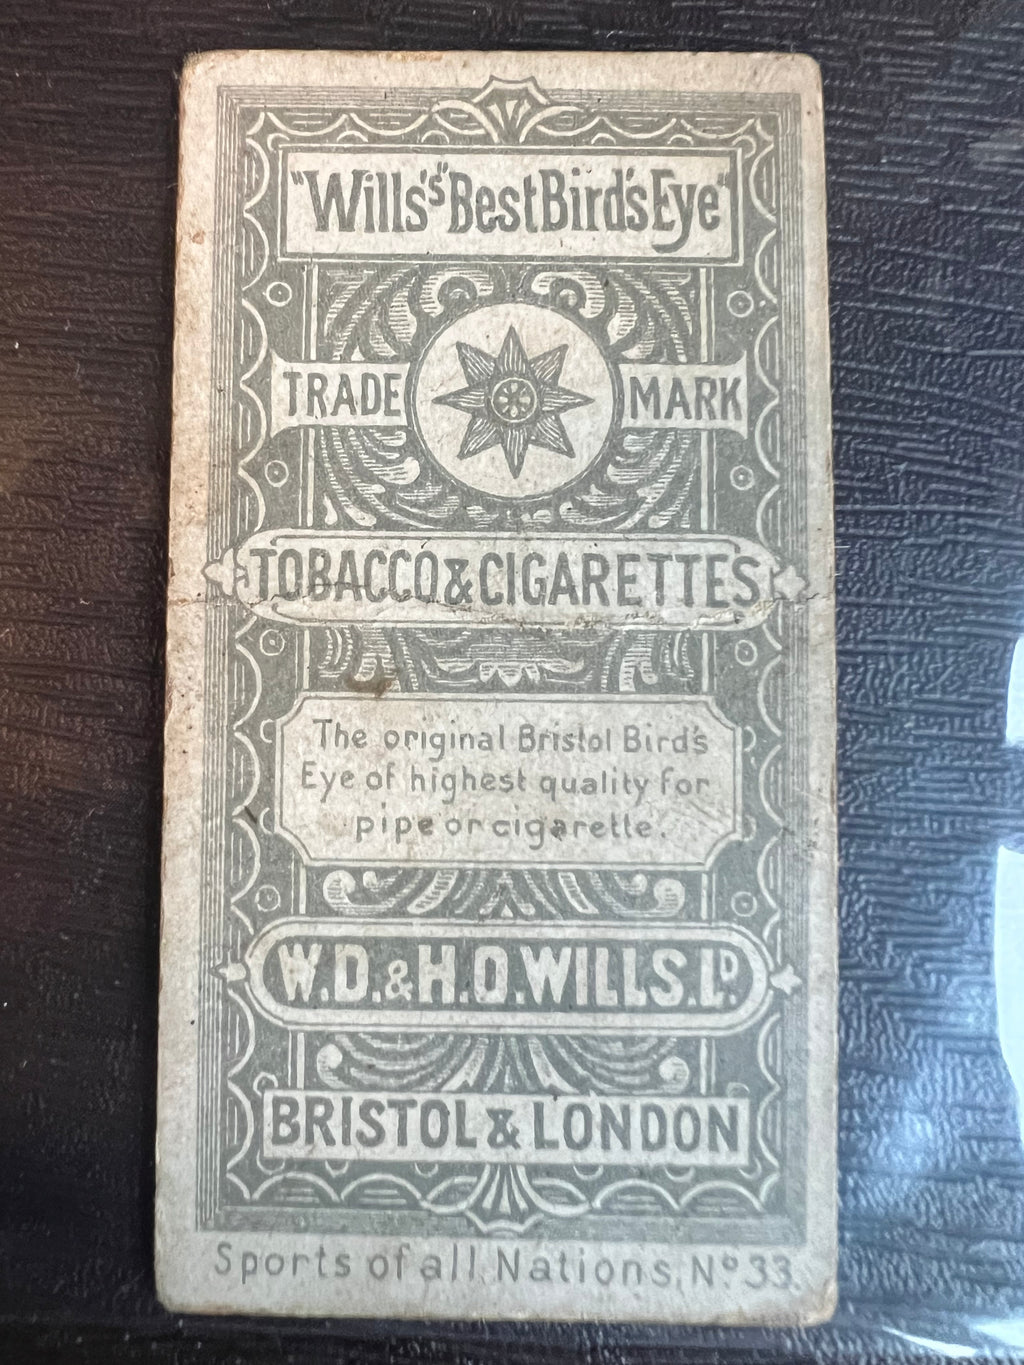 "Wills's" Best Bird's Eye"
TRADE MARK
TOBACCO & CIGARETTES
The original Bristol Bird's
Eye of highest quality for
pipe or cigarette.
W.D. & H.O. WILLS. LD.
BRISTOL & LONDON
Sports of all Nations, No. 33.